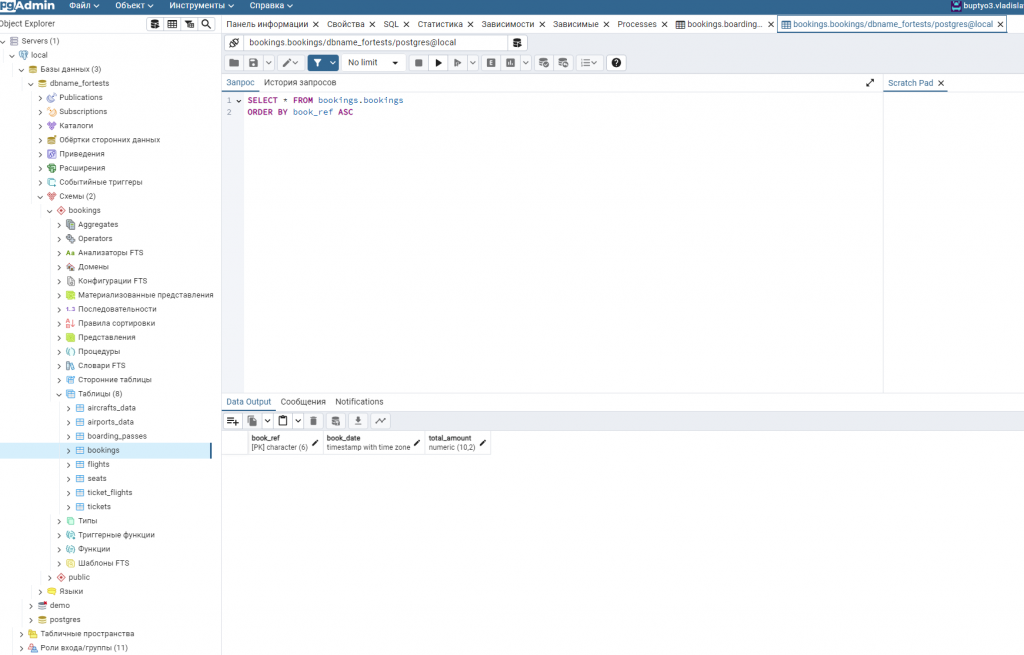 pgAdmin Файл Объект Инструменты Справка buptyo3.vladisla
Object Explorer
Панель информации Свойства SQL Статистика Зависимости Зависимые Processes bookings.boarding... bookings.bookings/dbname_fortests/postgres@local
Servers (1)
local
Базы данных (3)
dbname_fortests
Publications
Subscriptions
Каталоги
Обёртки сторонних данных
Приведения
Расширения
Событийные триггеры
Схемы (2)
bookings
Aggregates
Operators
Aa Анализаторы FTS
Домены
Конфигурации FTS
Материализованные представления
1..3 Последовательности
Правила сортировки
Представления
Процедуры
Словари FTS
Сторонние таблицы
Таблицы (8)
aircrafts_data
airports_data
boarding_passes
bookings
flights
seats
ticket_flights
tickets
Типы
Триггерные функции
Функции
Шаблоны FTS
public
Языки
demo
postgres
Табличные пространства
Роли входа/группы (11)
bookings.bookings/dbname_fortests/postgres@local
No limit
Запрос История запросов
Scratch Pad
1 SELECT * FROM bookings.bookings
2 ORDER BY book_ref ASC
Data Output Сообщения Notifications
book_ref book_date total_amount
[PK] character (6) timestamp with time zone numeric (10,2)